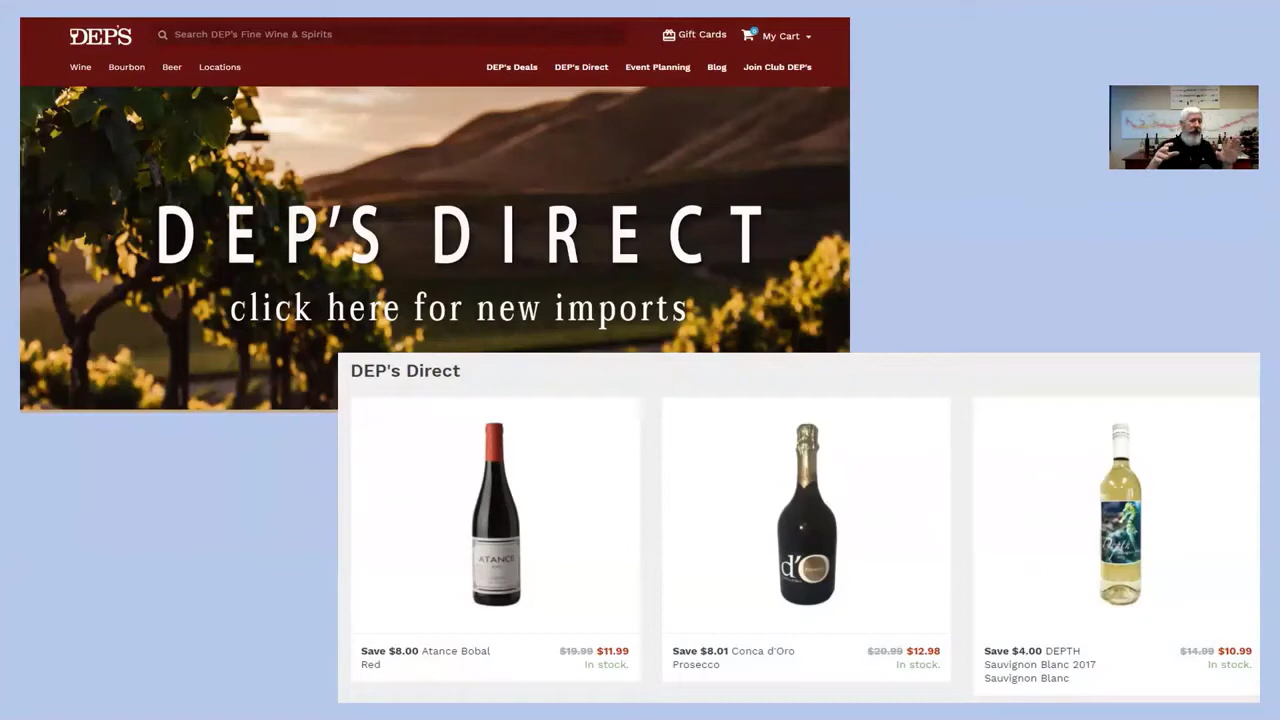 DEP'S
Search DEP's Fine Wine & Spirits
Gift Cards
0
My Cart
Wine
Bourbon
Beer
Locations
DEP's Deals
DEP's Direct
Event Planning
Blog
Join Club DEP's
DEP'S DIRECT
click here for new imports
DEP's Direct
ATANCE
d'O
Depth
Save $8.00 Atance Bobal
Red
$19.99 $11.99
In stock.
Save $8.01 Conca d'Oro
Prosecco
$20.99 $12.98
In stock.
Save $4.00 DEPTH
Sauvignon Blanc 2017
Sauvignon Blanc
$14.99 $10.99
In stock.